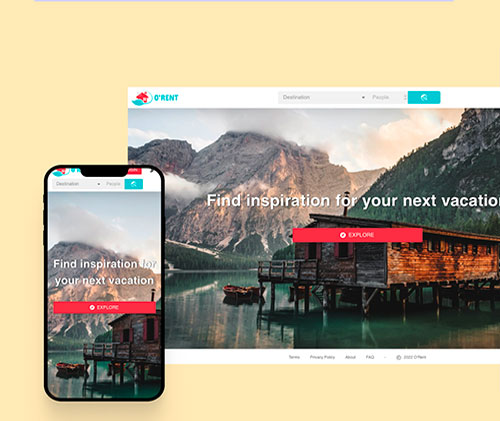 O'RENT
Destination
People
Find inspiration for your next vacation
EXPLORE
Terms
Privacy Policy
About
FAQ
2022 O'Rent
Destination
People
Find inspiration for
your next vacation
EXPLORE